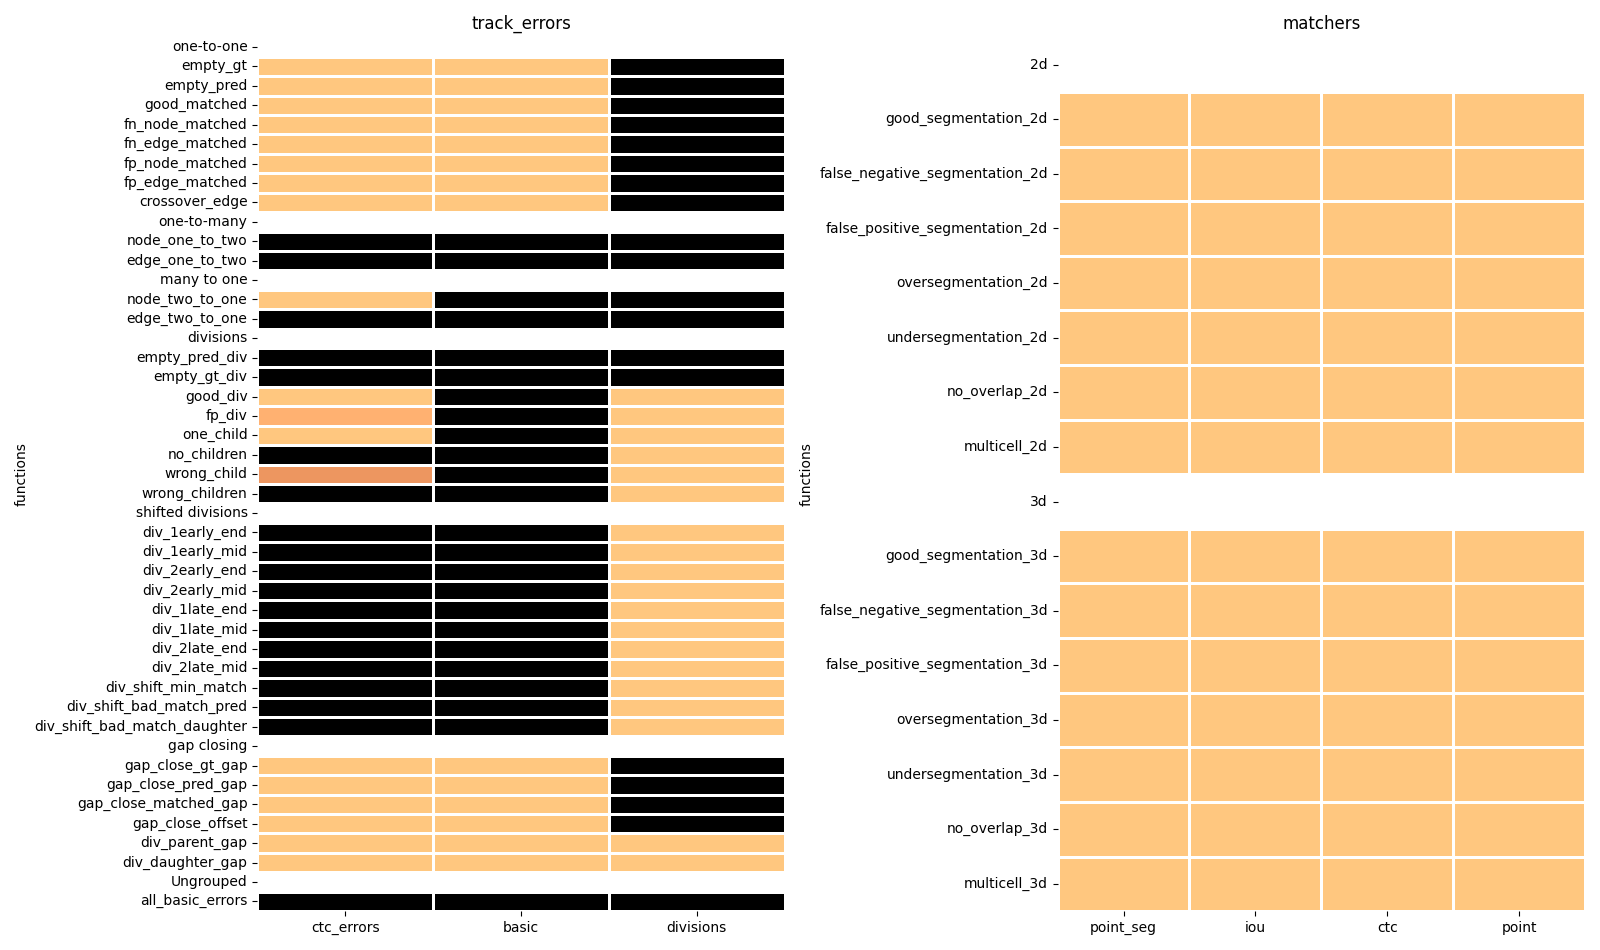 track_errors
one-to-one
empty_gt
empty_pred
good_matched
fn_node_matched
fn_edge_matched
fp_node_matched
fp_edge_matched
crossover_edge
one-to-many
node_one_to_two
edge_one_to_two
many to one
node_two_to_one
edge_two_to_one
divisions
empty_pred_div
empty_gt_div
good_div
fp_div
one_child
no_children
wrong_child
wrong_children
shifted divisions
div_1early_end
div_1early_mid
div_2early_end
div_2early_mid
div_1late_end
div_1late_mid
div_2late_end
div_2late_mid
div_shift_min_match
div_shift_bad_match_pred
div_shift_bad_match_daughter
gap closing
gap_close_gt_gap
gap_close_pred_gap
gap_close_matched_gap
gap_close_offset
div_parent_gap
div_daughter_gap
Ungrouped
all_basic_errors
functions
ctc_errors
basic
divisions
matchers
2d
good_segmentation_2d
false_negative_segmentation_2d
false_positive_segmentation_2d
oversegmentation_2d
undersegmentation_2d
no_overlap_2d
multicell_2d
3d
good_segmentation_3d
false_negative_segmentation_3d
false_positive_segmentation_3d
oversegmentation_3d
undersegmentation_3d
no_overlap_3d
multicell_3d
functions
point_seg
iou
ctc
point